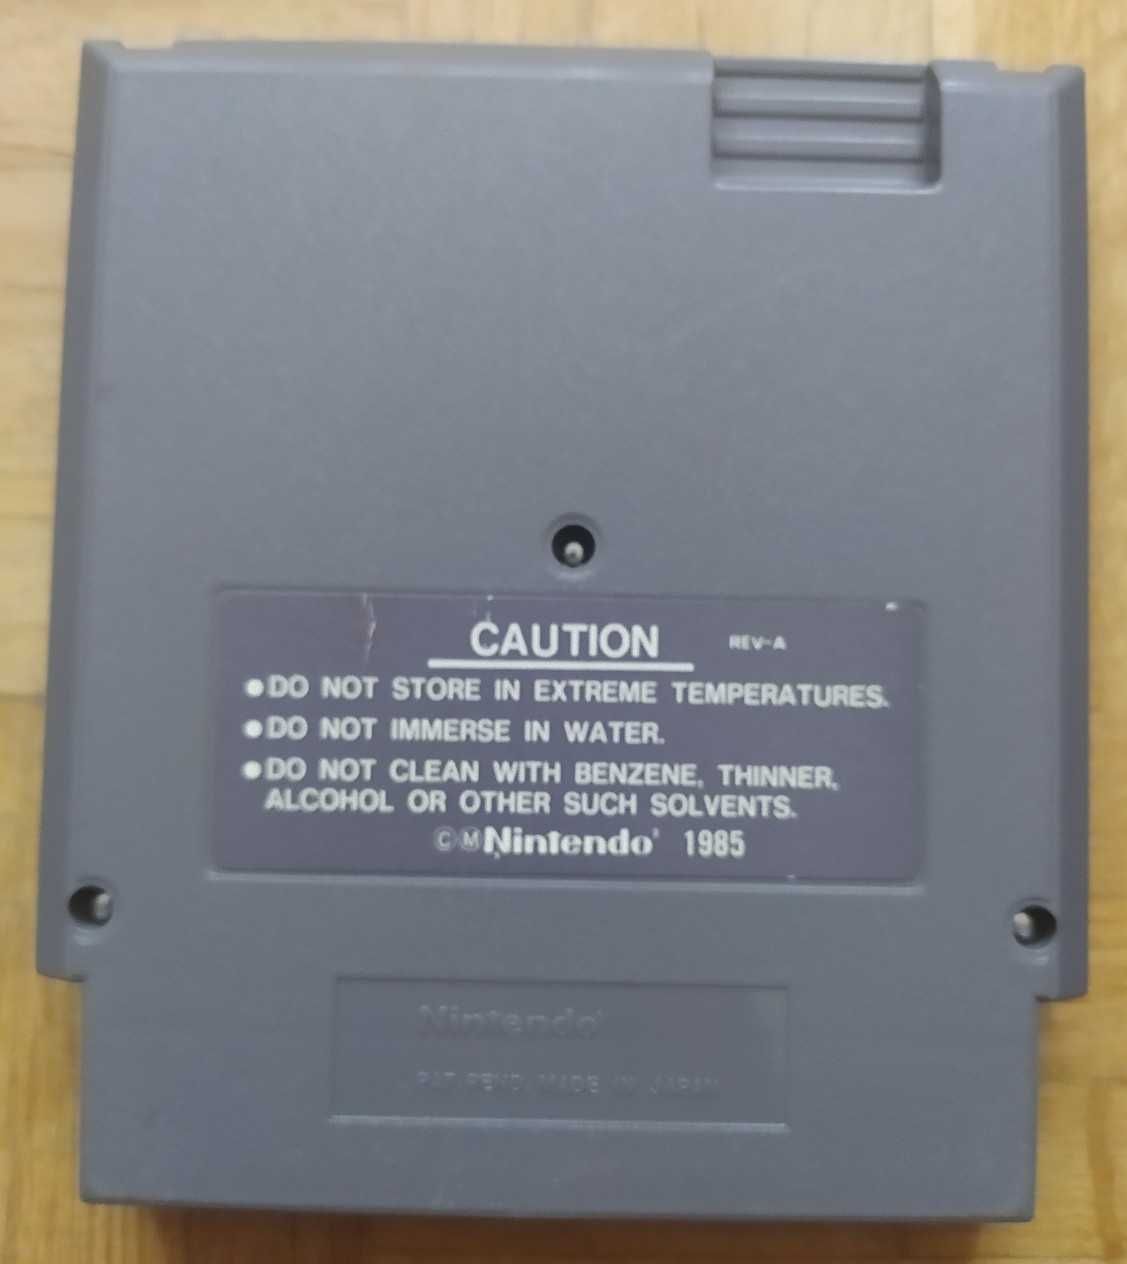 CAUTION REV-A
●DO NOT STORE IN EXTREME TEMPERATURES.
●DO NOT IMMERSE IN WATER.
●DO NOT CLEAN WITH BENZENE, THINNER,
ALCOHOL OR OTHER SUCH SOLVENTS.
©ⓂNintendo® 1985
Nintendo®
PAT. PEND. MADE IN JAPAN